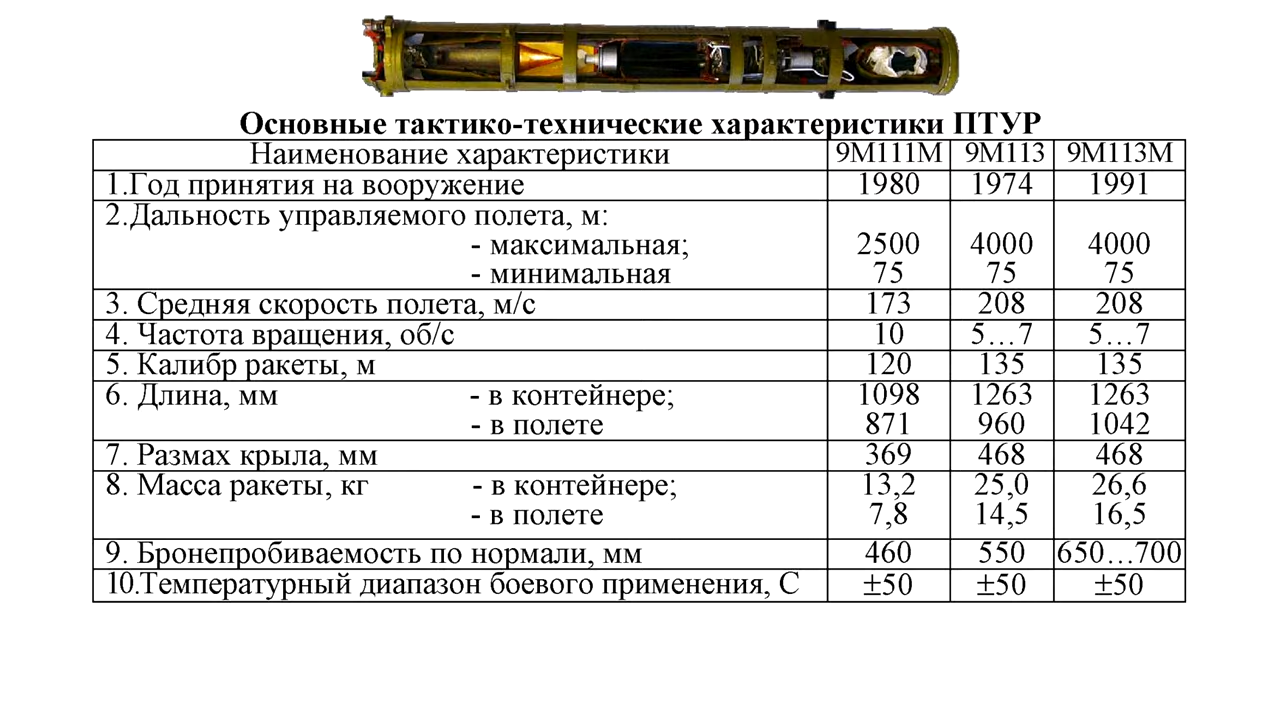 Основные тактико-технические характеристики ПТУР
Наименование характеристики 9М111М 9М113 9М113М
1.Год принятия на вооружение 1980 1974 1991
2.Дальность управляемого полета, м:
- максимальная; 2500 4000 4000
- минимальная 75 75 75
3. Средняя скорость полета, м/с 173 208 208
4. Частота вращения, об/с 10 5…7 5…7
5. Калибр ракеты, м 120 135 135
6. Длина, мм - в контейнере; 1098 1263 1263
- в полете 871 960 1042
7. Размах крыла, мм 369 468 468
8. Масса ракеты, кг - в контейнере; 13,2 25,0 26,6
- в полете 7,8 14,5 16,5
9. Бронепробиваемость по нормали, мм 460 550 650…700
10.Температурный диапазон боевого применения, С ±50 ±50 ±50